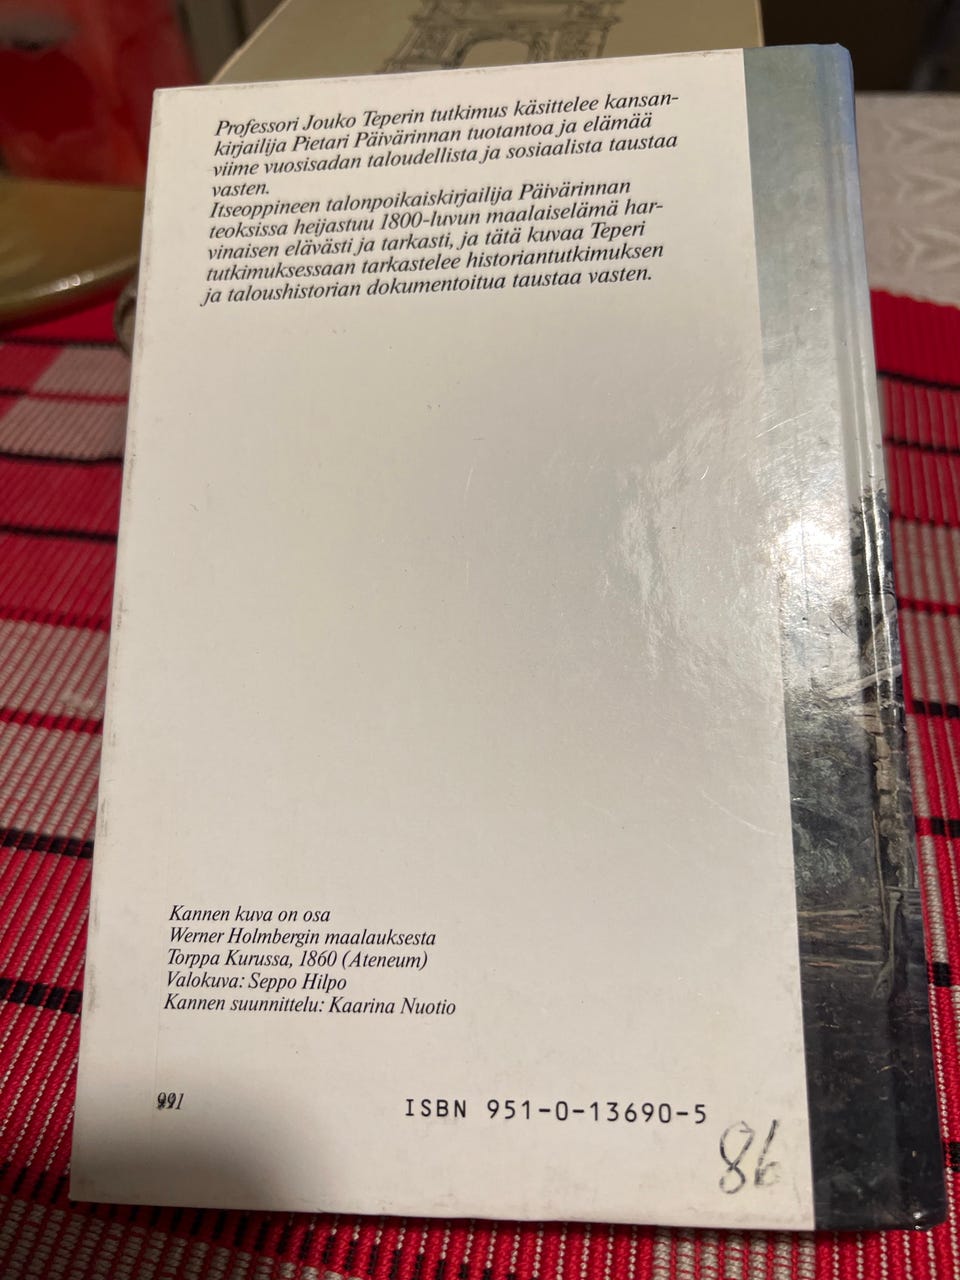 Professori Jouko Teperin tutkimus käsittelee kansan-
kirjailija Pietari Päivärinnan tuotantoa ja elämää
viime vuosisadan taloudellista ja sosiaalista taustaa
vasten.
Itseoppineen talonpoikaiskirjailija Päivärinnan
teoksissa heijastuu 1800-luvun maalaiselämä har-
vinaisen elävästi ja tarkasti, ja tätä kuvaa Teperi
tutkimuksessaan tarkastelee historiantutkimuksen
ja taloushistorian dokumentoitua taustaa vasten.
Kannen kuva on osa
Werner Holmbergin maalauksesta
Torppa Kurussa, 1860 (Ateneum)
Valokuva: Seppo Hilpo
Kannen suunnittelu: Kaarina Nuotio
ISBN 951-0-13690-5
86